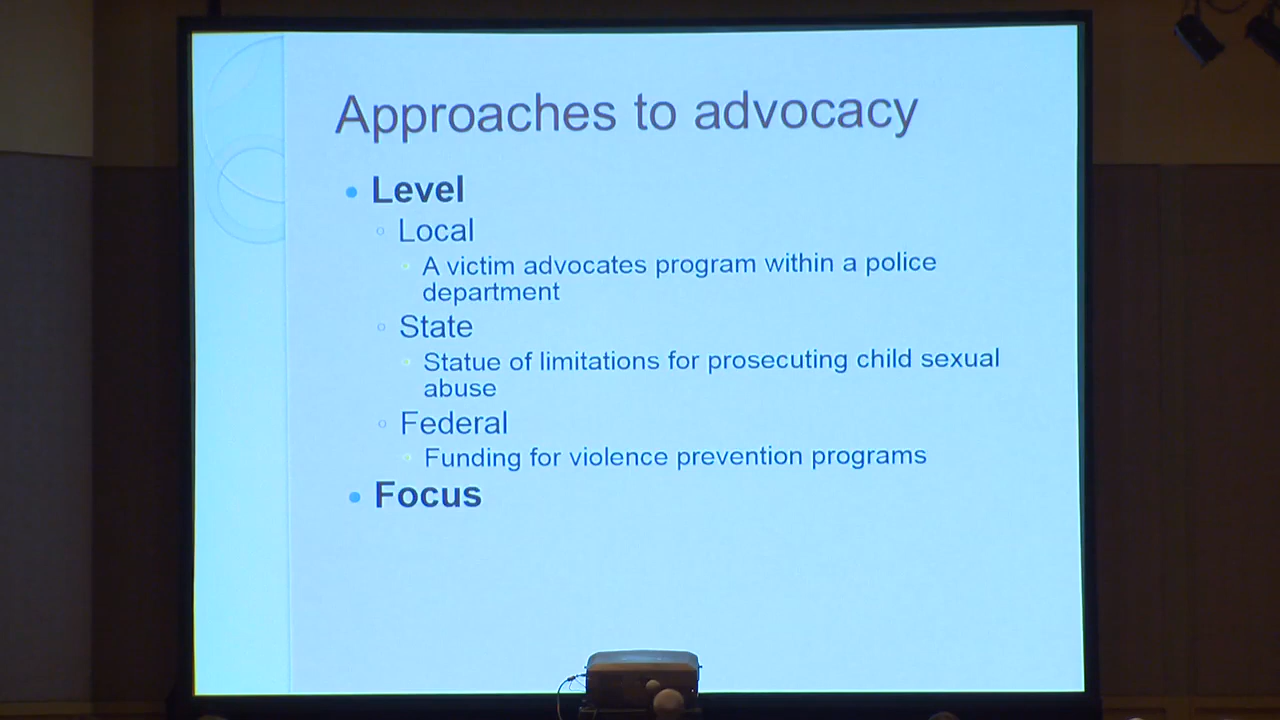 Approaches to advocacy
Level
Local
A victim advocates program within a police
department
State
Statue of limitations for prosecuting child sexual
abuse
Federal
Funding for violence prevention programs
Focus